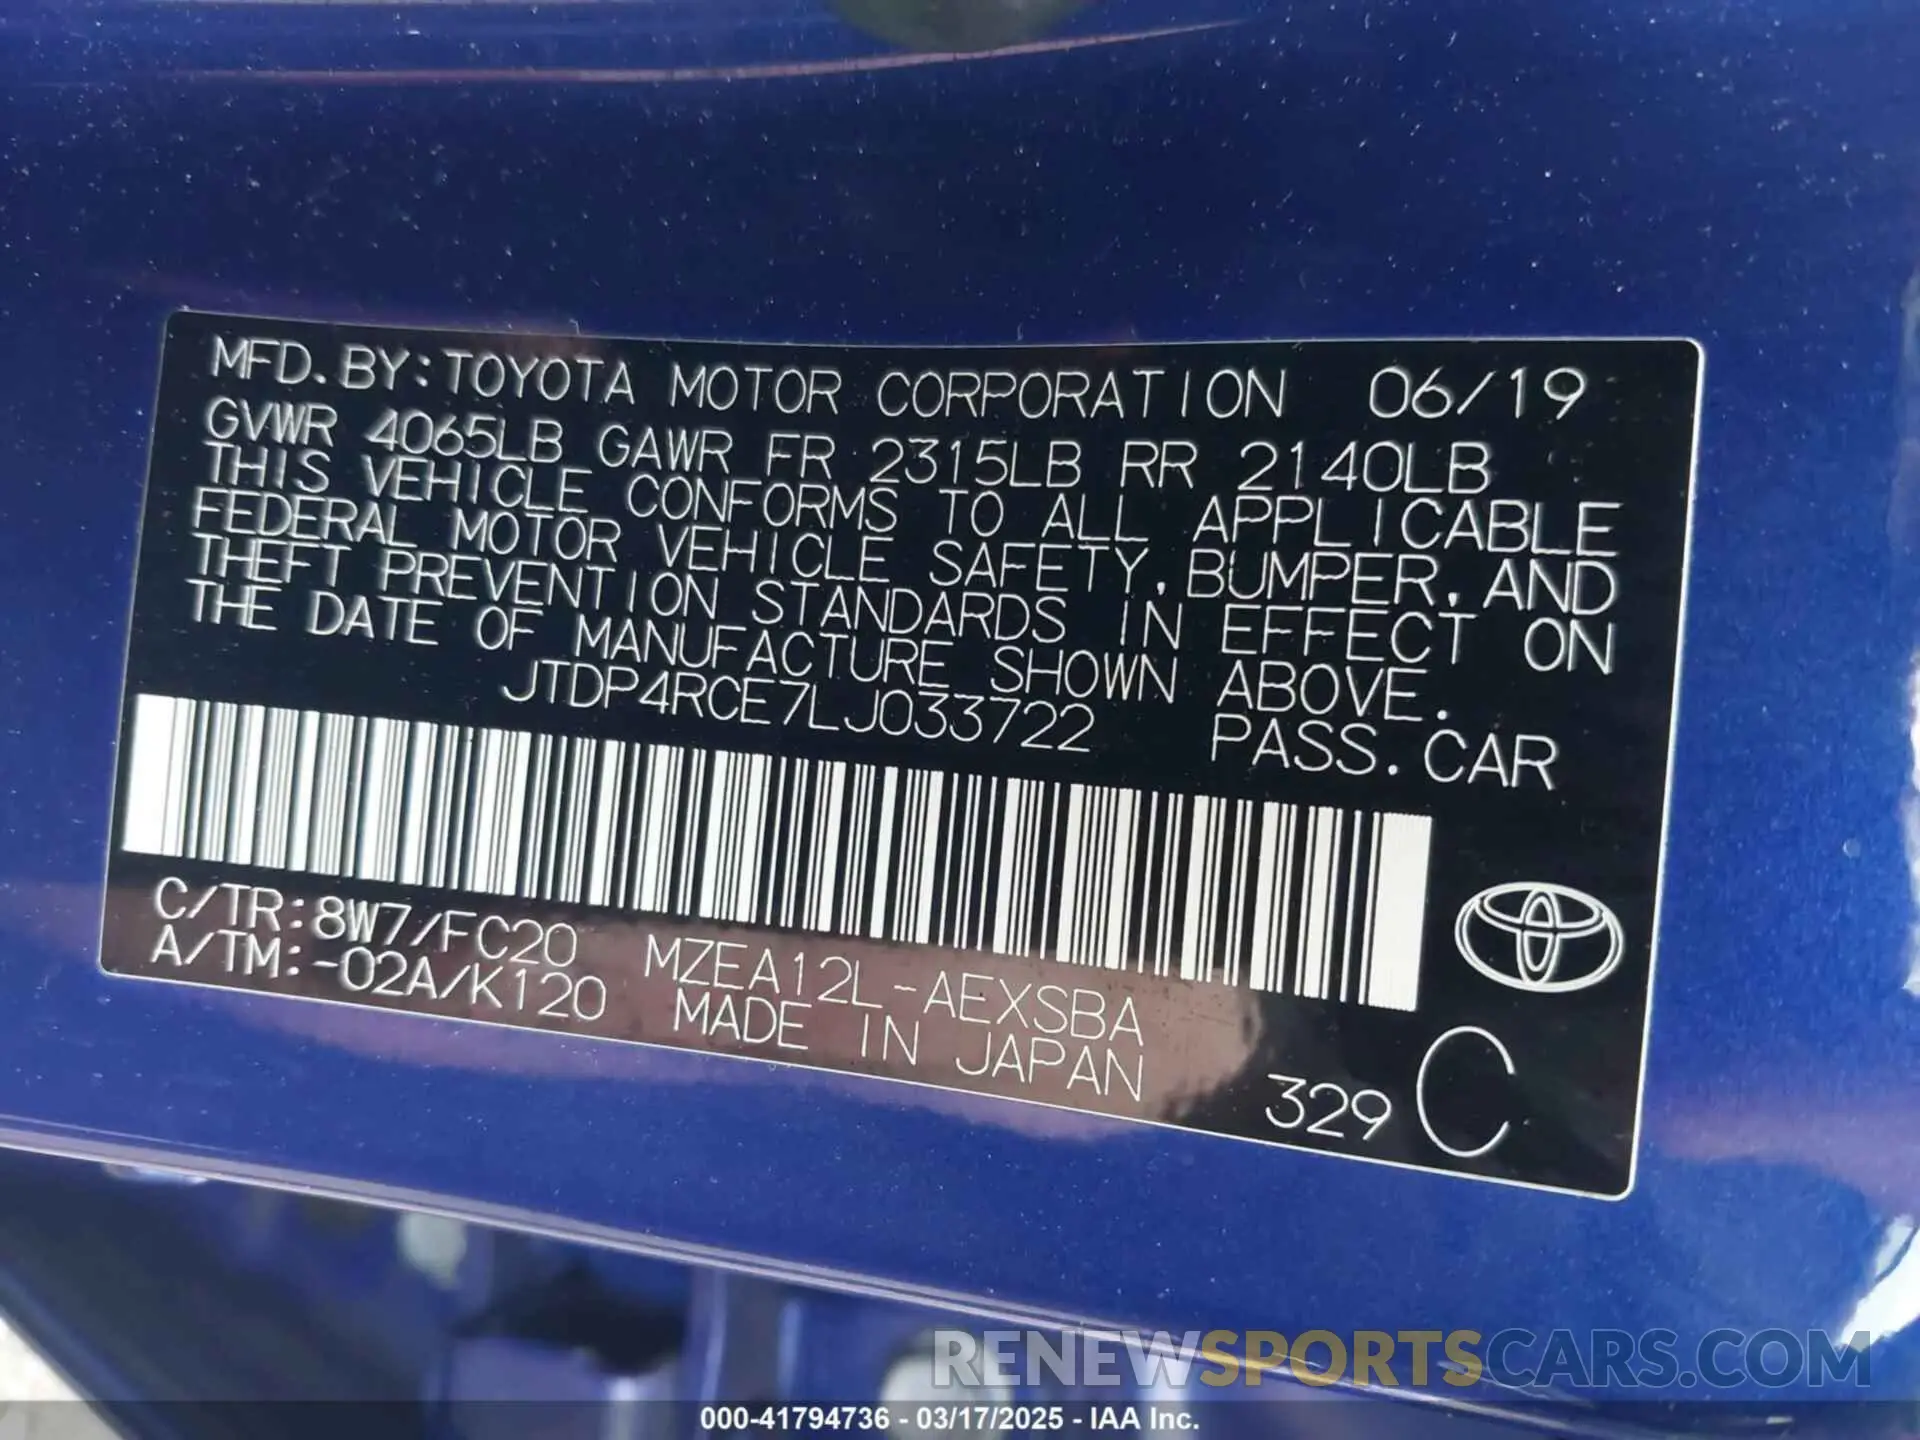 MFD. BY: TOYOTA MOTOR CORPORATION 06/19
GVWR 4065LB GAWR FR 2315LB RR 2140LB
THIS VEHICLE CONFORMS TO ALL APPLICABLE
FEDERAL MOTOR VEHICLE SAFETY, BUMPER, AND
THEFT PREVENTION STANDARDS IN EFFECT ON
THE DATE OF MANUFACTURE SHOWN ABOVE.
JTDP4RCE7LJ033722 PASS. CAR
C/TR: 8W7/FC20 MZEA12L-AEXSBA
A/TM: -02A/K120 MADE IN JAPAN
329 C
RENEWSPORTSCARS.COM
000-41794736 - 03/17/2025 - IAA Inc.